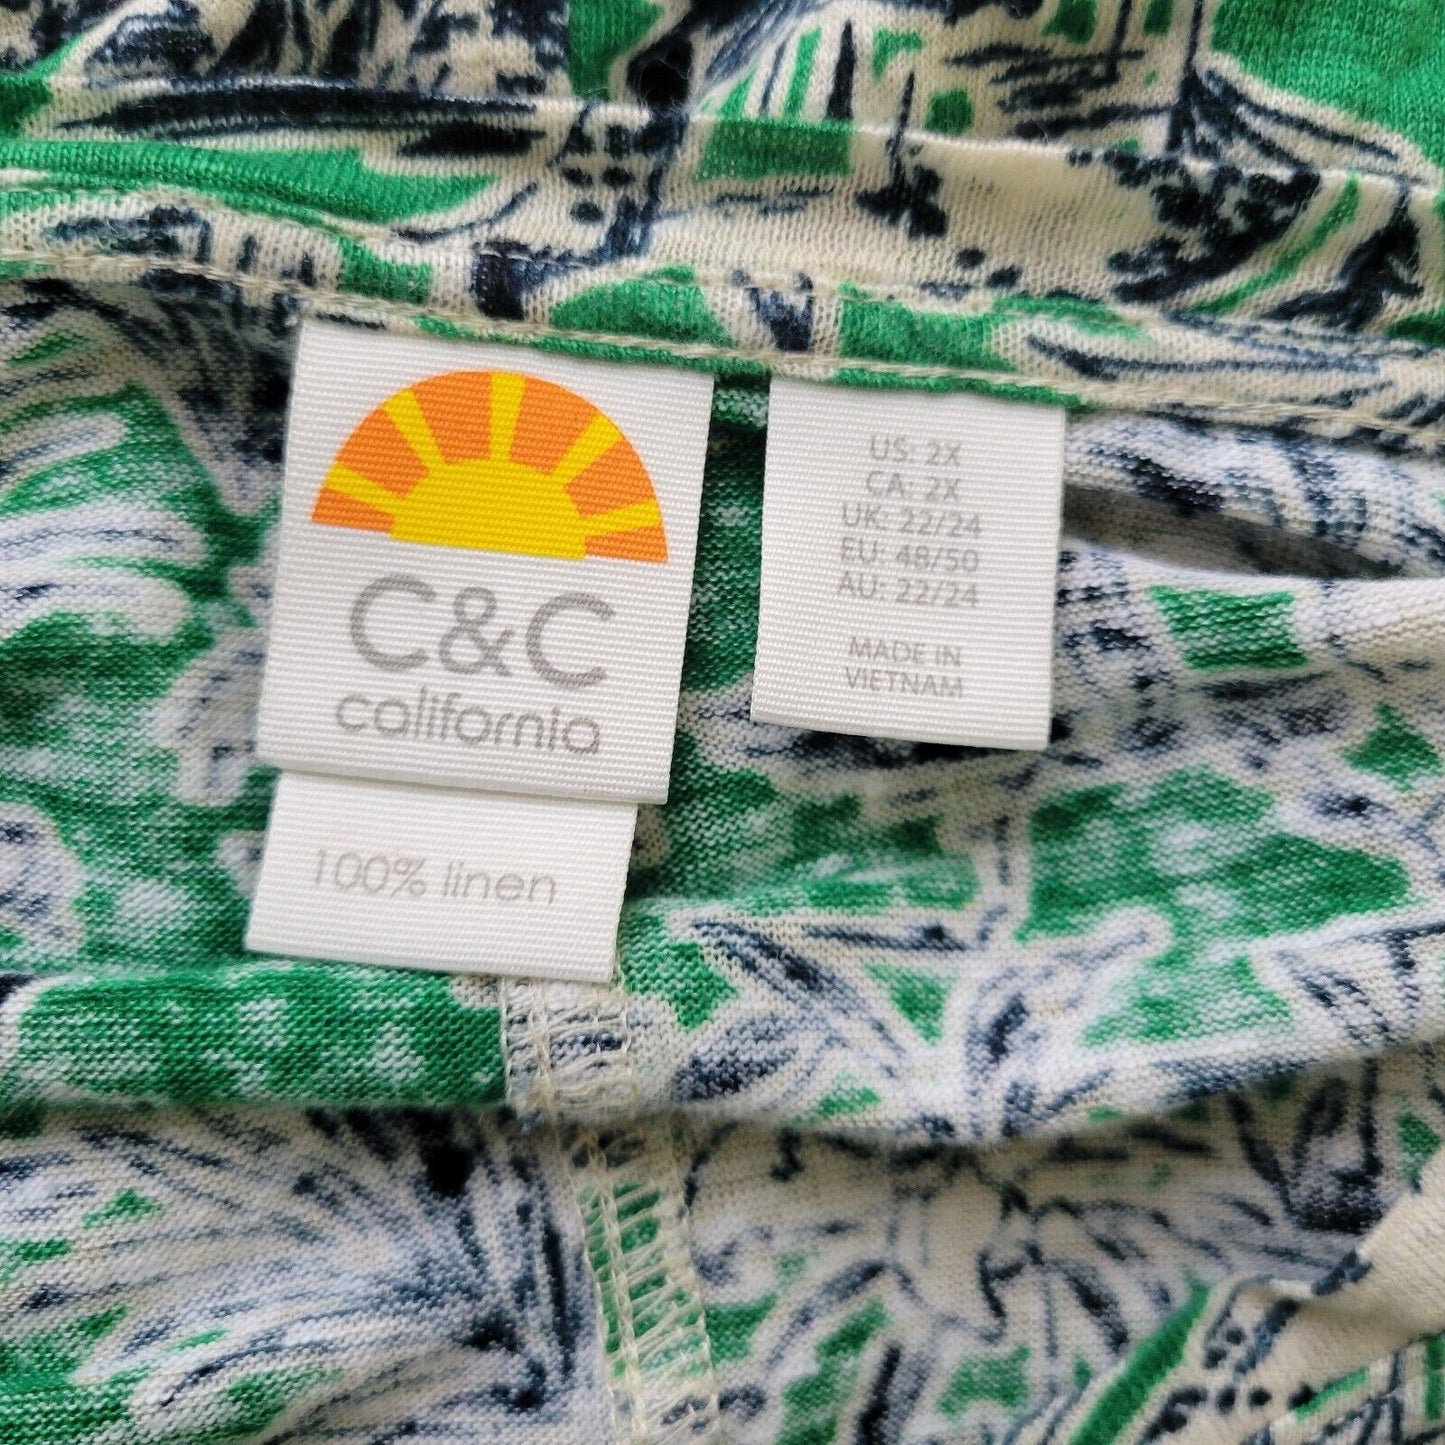 C&C
california
100% linen
US: 2X
CA: 2X
UK: 22/24
EU: 48/50
AU: 22/24
MADE IN
VIETNAM